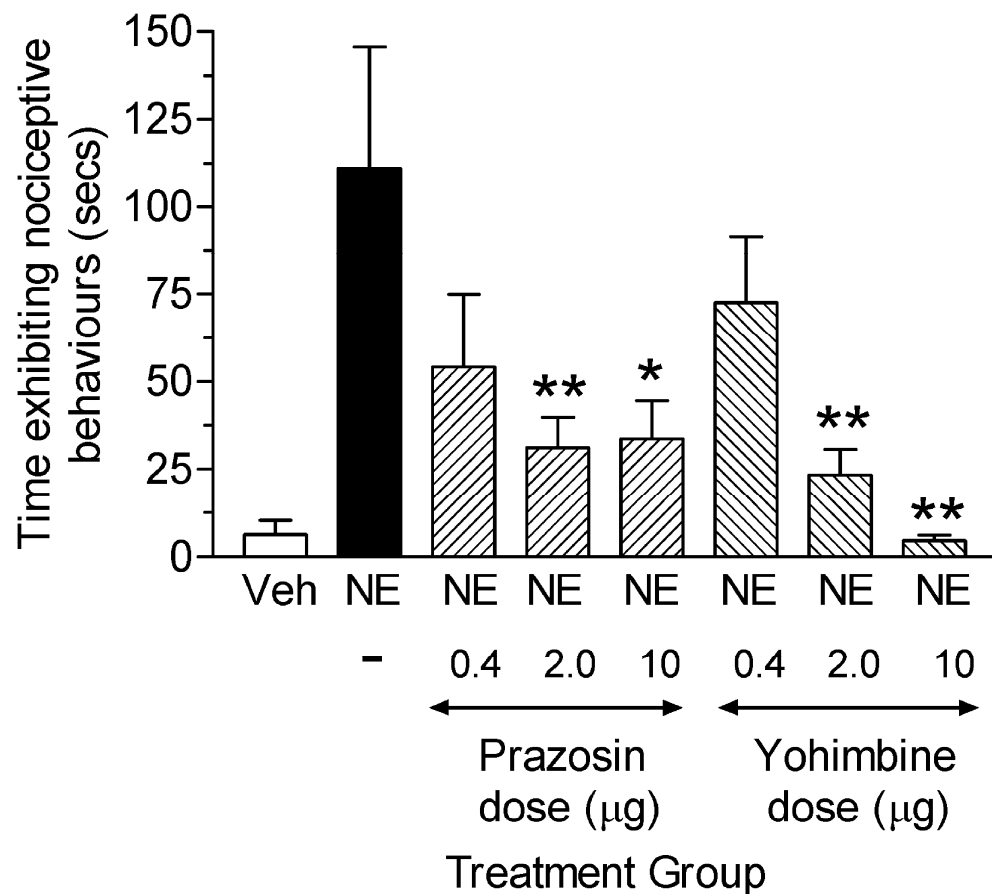 Time exhibiting nociceptive
behaviours (secs)
150
125
100
75
50
25
0
** * ** **
Veh NE NE NE NE NE NE NE
- 0.4 2.0 10 0.4 2.0 10
Prazosin Yohimbine
dose (μg) dose (μg)
Treatment Group